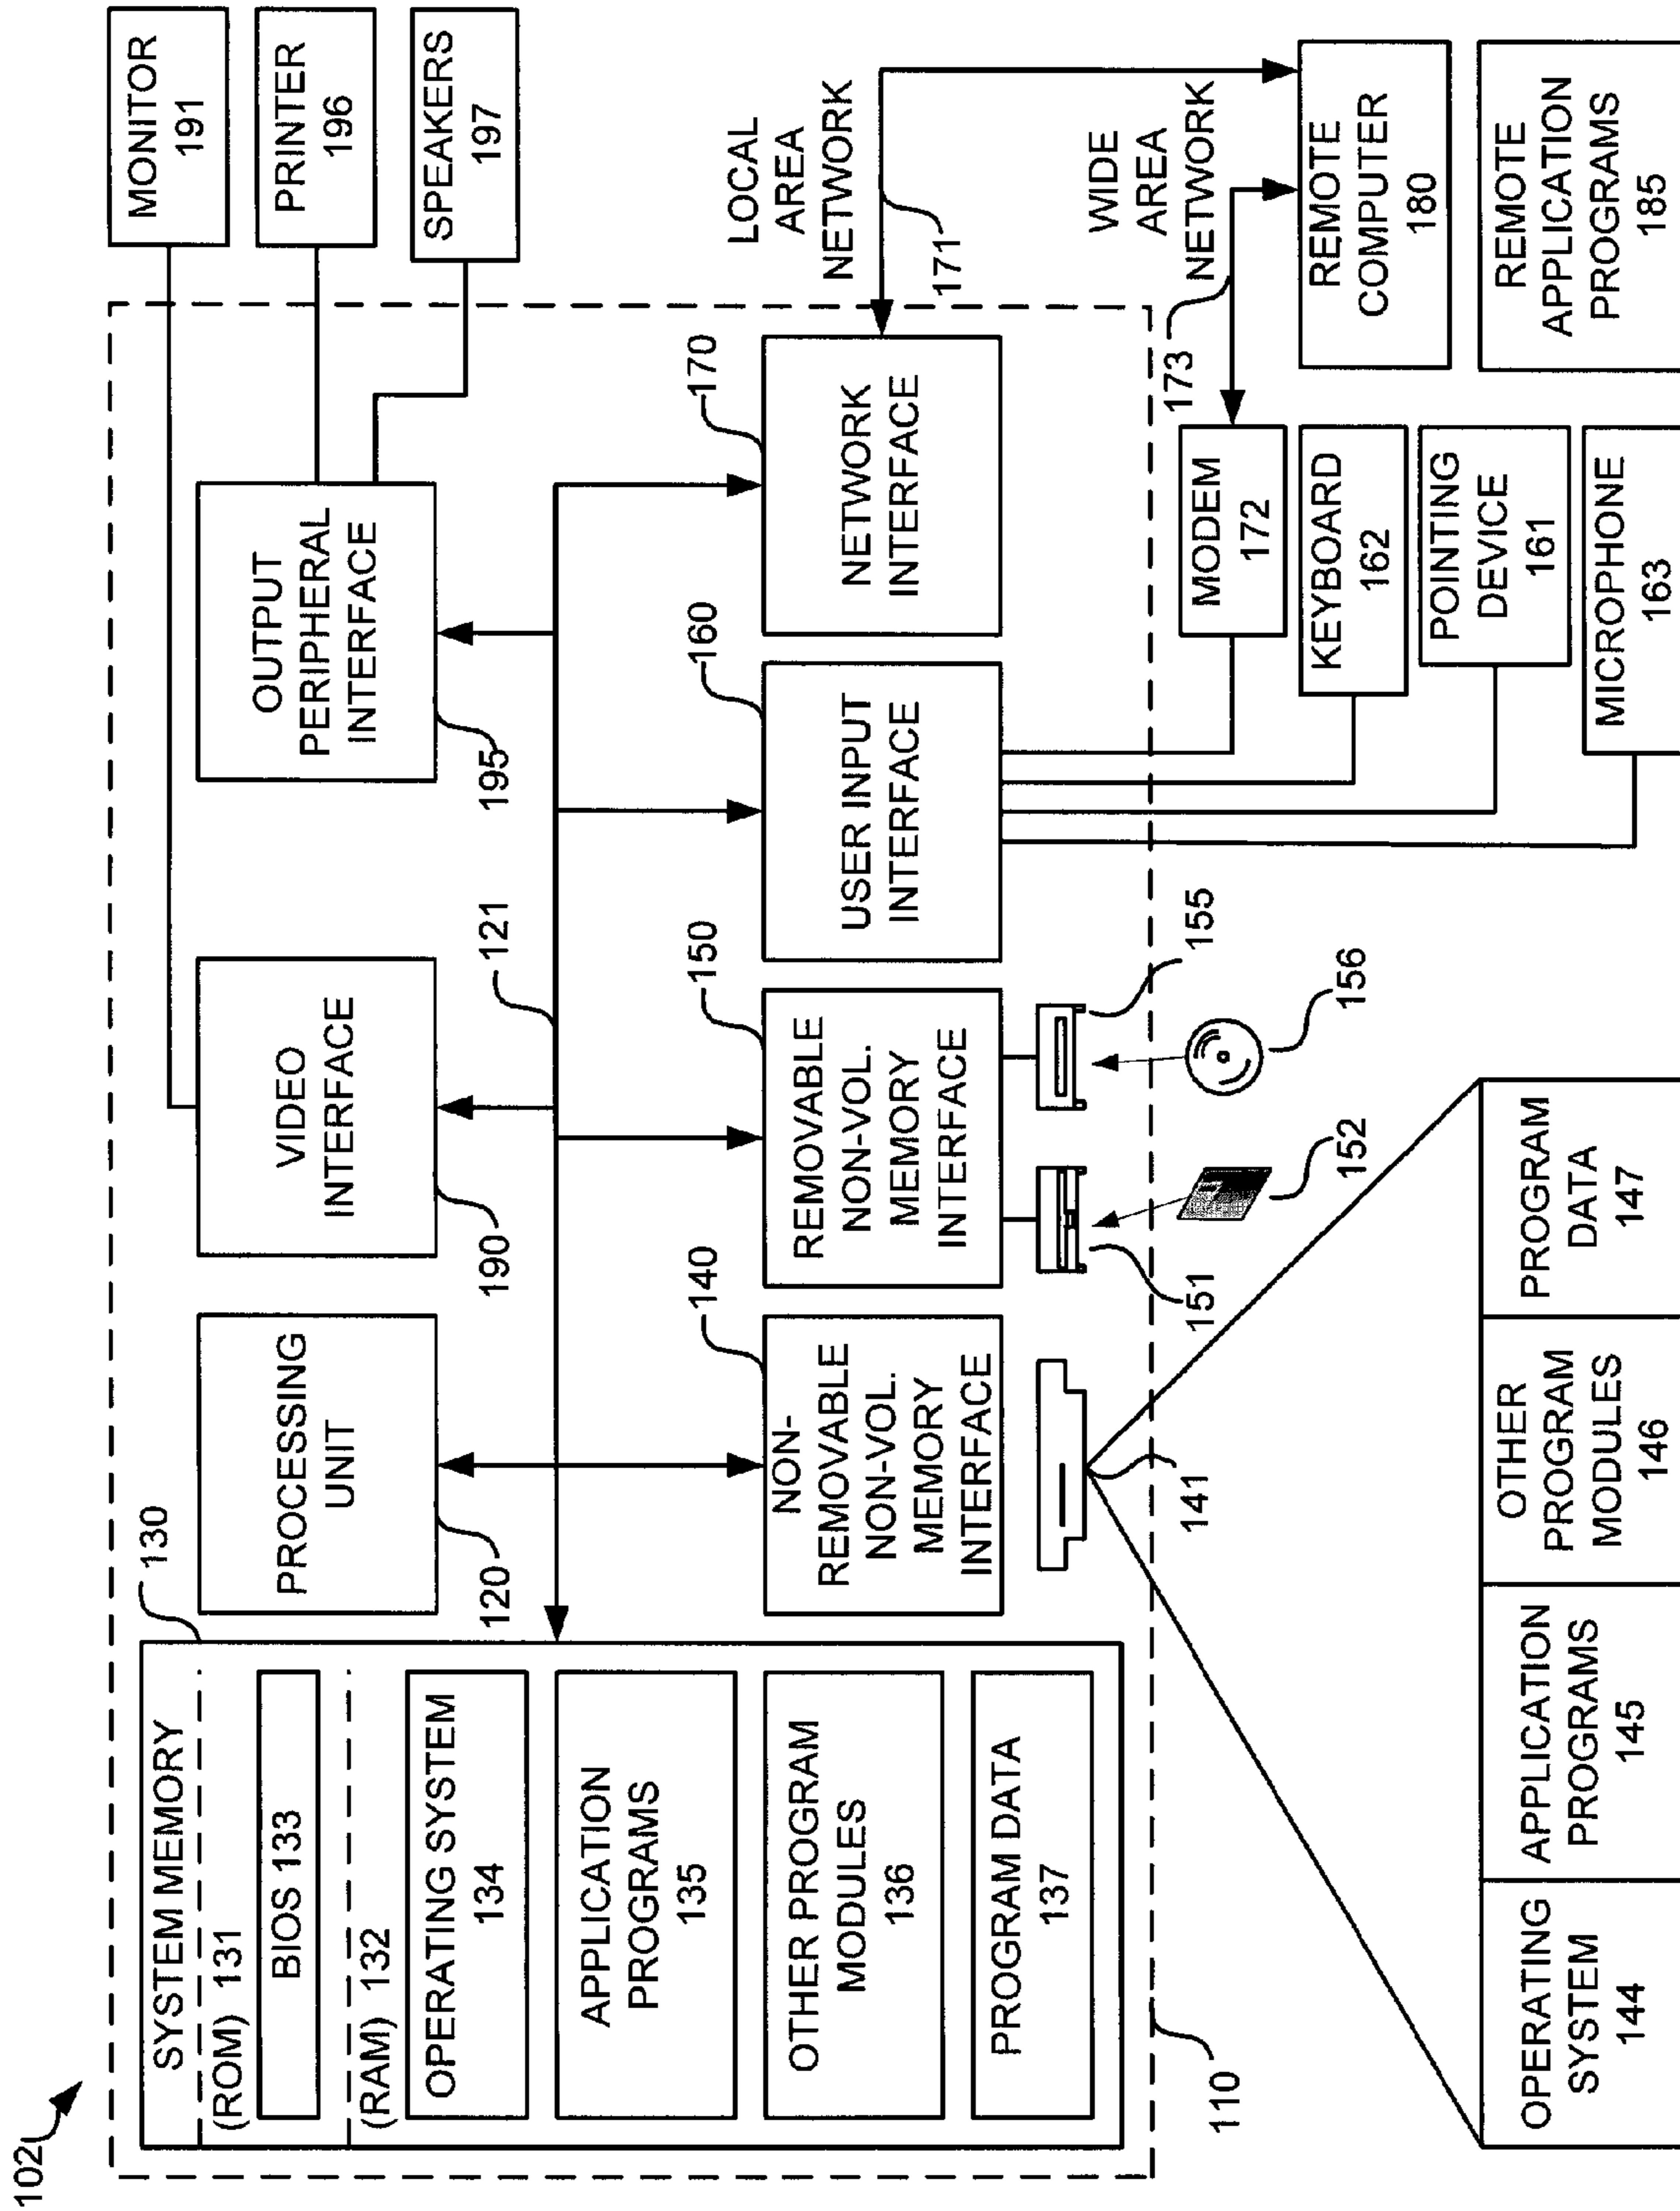 102
SYSTEM MEMORY
(ROM) 131
BIOS 133
(RAM) 132
OPERATING SYSTEM
134
APPLICATION
PROGRAMS
135
OTHER PROGRAM
MODULES
136
PROGRAM DATA
137
130
PROCESSING
UNIT
120
VIDEO
INTERFACE
190
121
OUTPUT
PERIPHERAL
INTERFACE
195
MONITOR
191
PRINTER
196
SPEAKERS
197
NON-
REMOVABLE
NON-VOL.
MEMORY
INTERFACE
140
REMOVABLE
NON-VOL.
MEMORY
INTERFACE
150
USER INPUT
INTERFACE
160
NETWORK
INTERFACE
170
LOCAL
AREA
NETWORK
171
WIDE
AREA
NETWORK
173
110
141
151
152
155
156
MODEM
172
KEYBOARD
162
POINTING
DEVICE
161
MICROPHONE
163
REMOTE
COMPUTER
180
REMOTE
APPLICATION
PROGRAMS
185
OPERATING
SYSTEM
144
APPLICATION
PROGRAMS
145
OTHER
PROGRAM
MODULES
146
PROGRAM
DATA
147